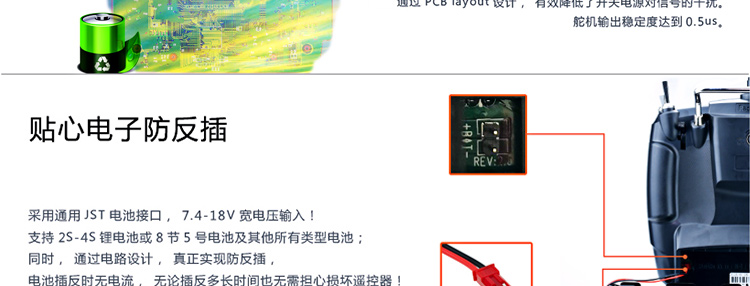 通过 PCB layout 设计，有效降低了开关电源对信号的干扰。
舵机输出稳定度达到 0.5us。
贴心电子防反插
+BAT-
REV:
采用通用 JST 电池接口，7.4-18V 宽电压输入！
支持 2S-4S 锂电池或 8 节 5 号电池及其他所有类型电池；
同时，通过电路设计，真正实现防反插，
电池插反时无电流，无论插反多长时间也无需担心损坏遥控器！